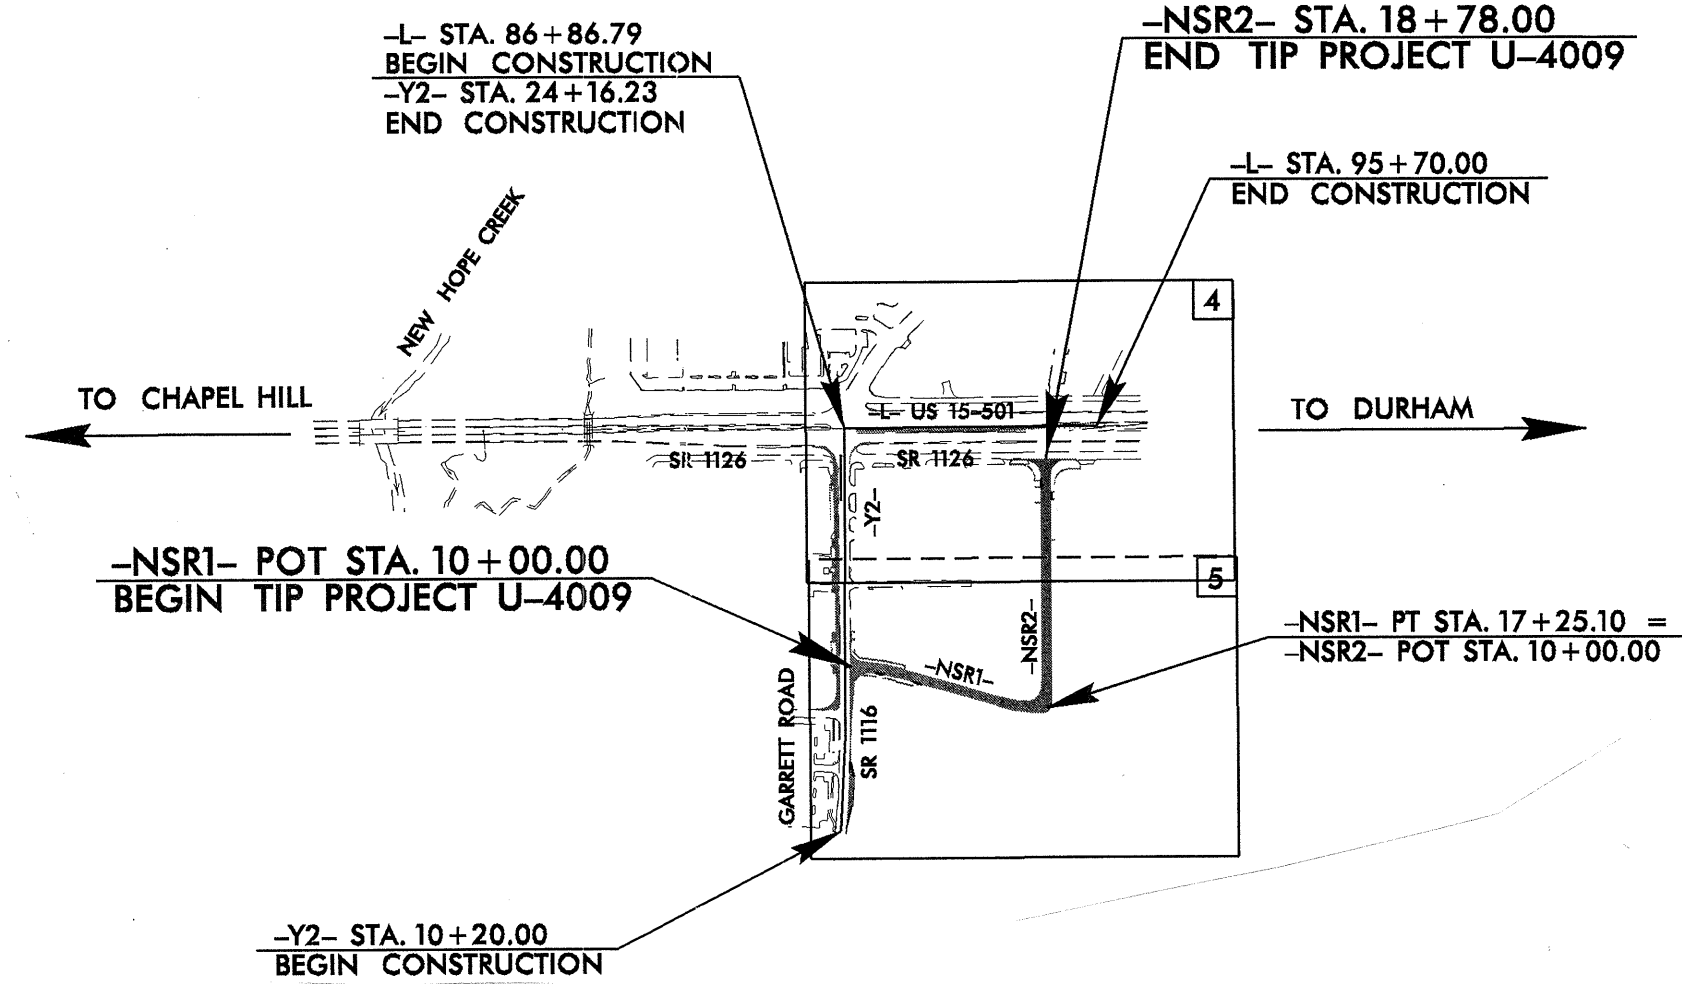 –L– STA. 86+86.79
BEGIN CONSTRUCTION
–Y2– STA. 24+16.23
END CONSTRUCTION
–NSR2– STA. 18+78.00
END TIP PROJECT U–4009
–L– STA. 95+70.00
END CONSTRUCTION
NEW HOPE CREEK
4
TO CHAPEL HILL
–L– US 15–501
TO DURHAM
SR 1126
SR 1126
–Y2–
–NSR1– POT STA. 10+00.00
BEGIN TIP PROJECT U–4009
5
–NSR2–
–NSR1– PT STA. 17+25.10 =
–NSR2– POT STA. 10+00.00
–NSR1–
GARRETT ROAD
SR 1116
–Y2– STA. 10+20.00
BEGIN CONSTRUCTION